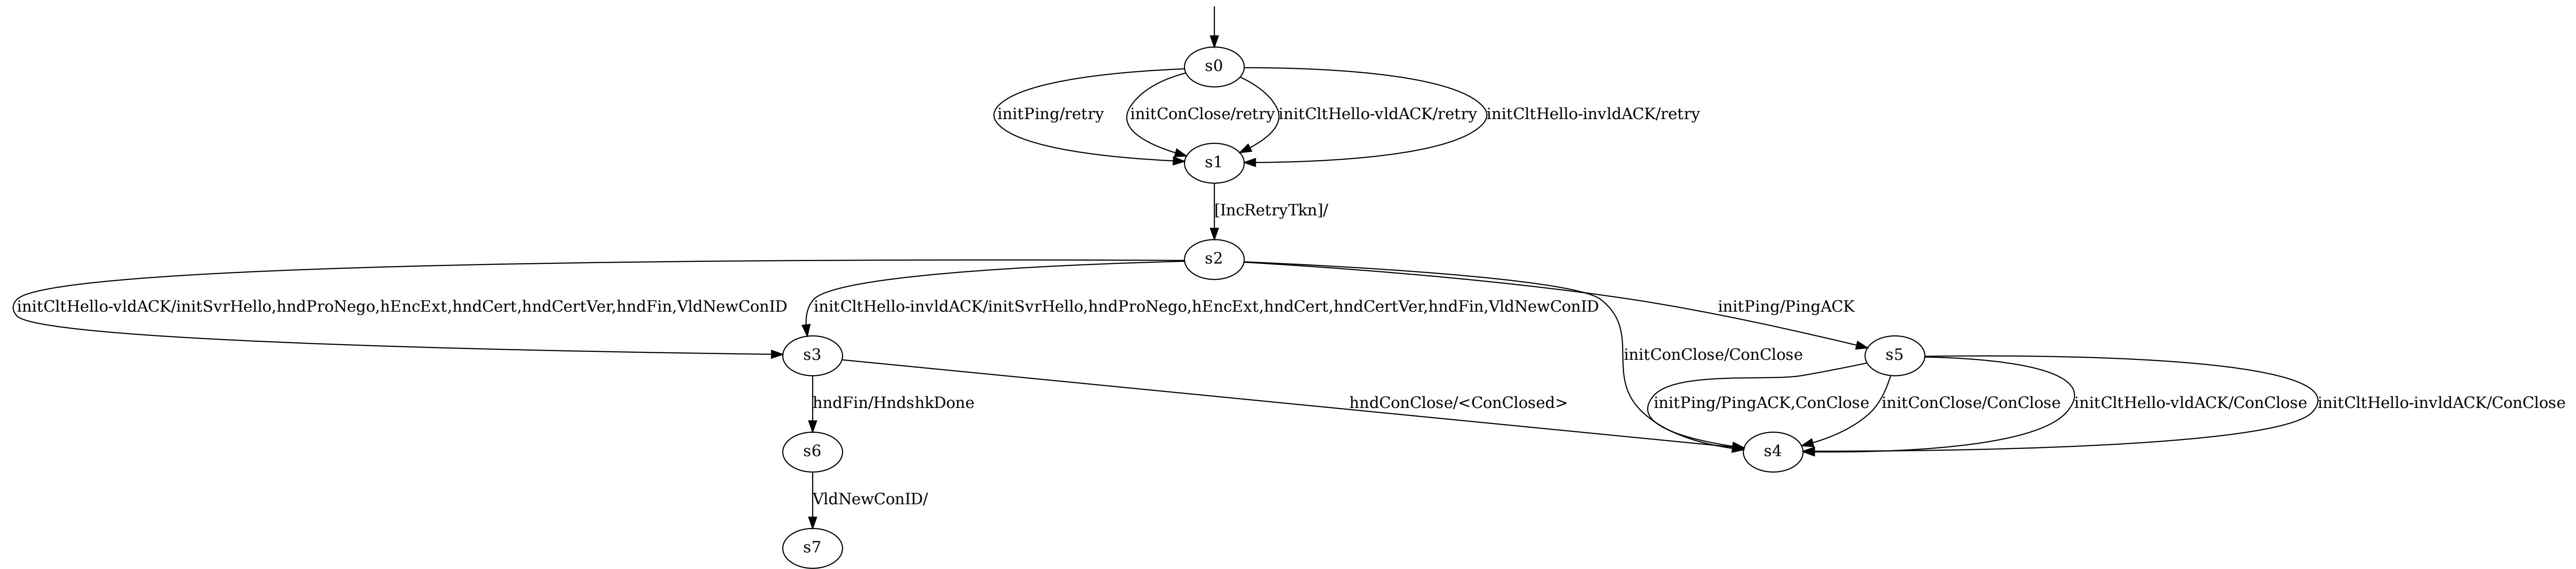 s0
initPing/retry
initConClose/retry
initCltHello-vldACK/retry
initCltHello-invldACK/retry
s1
[IncRetryTkn]/
s2
initCltHello-vldACK/initSvrHello,hndProNego,hEncExt,hndCert,hndCertVer,hndFin,VldNewConID
initCltHello-invldACK/initSvrHello,hndProNego,hEncExt,hndCert,hndCertVer,hndFin,VldNewConID
initPing/PingACK
s3
initConClose/ConClose
s5
hndFin/HndshkDone
hndConClose/<ConClosed>
initPing/PingACK,ConClose
initConClose/ConClose
initCltHello-vldACK/ConClose
initCltHello-invldACK/ConClose
s6
s4
VldNewConID/
s7